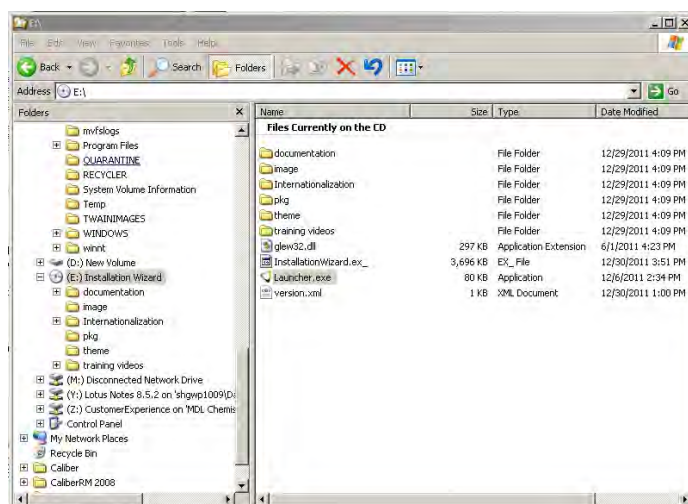 E:\
File Edit View Favorites Tools Help
Back Search Folders
Address E:\ Go
Folders
mvfslogs
Program Files
QUARANTINE
RECYCLER
System Volume Information
Temp
TWAINIMAGES
WINDOWS
winnt
(D:) New Volume
(E:) Installation Wizard
documentation
image
Internationalization
pkg
theme
training videos
(M:) Disconnected Network Drive
(Y:) Lotus Notes 8.5.2 on 'shgwp1009\Da
(Z:) CustomerExperience on 'MDL Chemis
Control Panel
My Network Places
Recycle Bin
Caliber
CaliberRM 2008
Name Size Type Date Modified
Files Currently on the CD
documentation File Folder 12/29/2011 4:09 PM
image File Folder 12/29/2011 4:09 PM
Internationalization File Folder 12/29/2011 4:09 PM
pkg File Folder 12/29/2011 4:09 PM
theme File Folder 12/29/2011 4:09 PM
training videos File Folder 12/29/2011 4:09 PM
glew32.dll 297 KB Application Extension 6/1/2011 4:23 PM
InstallationWizard.ex_ 3,696 KB EX_ File 12/30/2011 3:51 PM
Launcher.exe 80 KB Application 12/6/2011 2:34 PM
version.xml 1 KB XML Document 12/30/2011 1:00 PM